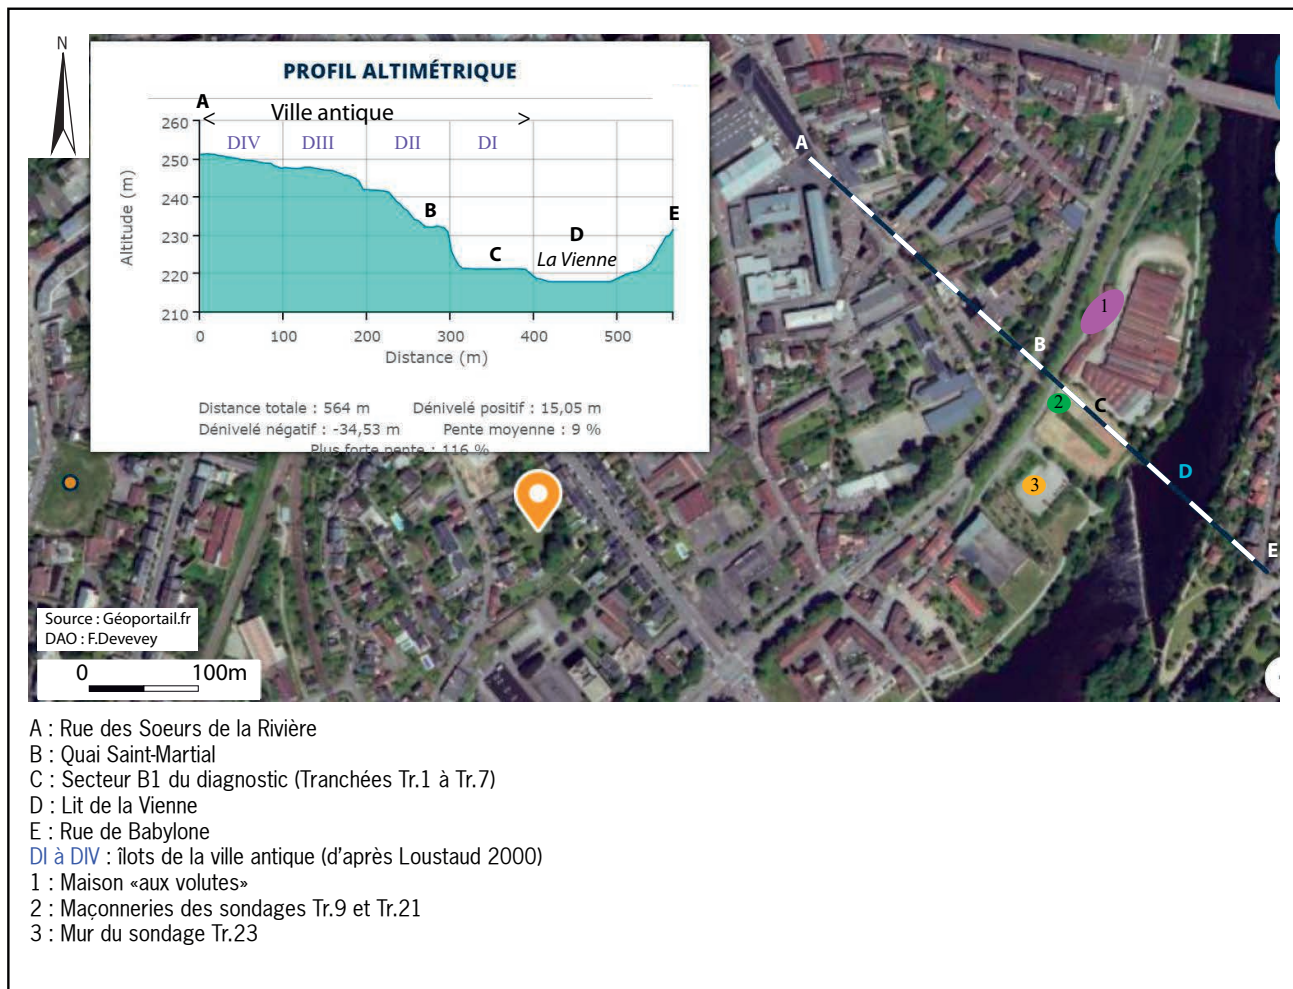 N
PROFIL ALTIMÉTRIQUE
A
Ville antique
DIV DIII DII DI
260
250
240
230
220
210
Altitude (m)
B
C
D
La Vienne
E
0 100 200 300 400 500
Distance (m)
Distance totale : 564 m Dénivelé positif : 15,05 m
Dénivelé négatif : -34,53 m Pente moyenne : 9 %
Plus forte pente : 116 %
A
B
1
2
C
3
D
E
Source : Géoportail.fr
DAO : F.Devevey
0 100m
A : Rue des Soeurs de la Rivière
B : Quai Saint-Martial
C : Secteur B1 du diagnostic (Tranchées Tr.1 à Tr.7)
D : Lit de la Vienne
E : Rue de Babylone
DI à DIV : îlots de la ville antique (d'après Loustaud 2000)
1 : Maison «aux volutes»
2 : Maçonneries des sondages Tr.9 et Tr.21
3 : Mur du sondage Tr.23